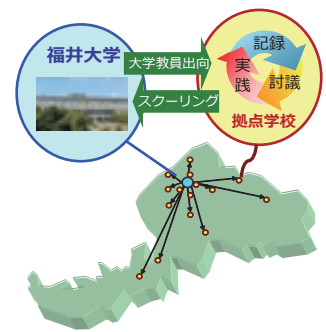 福井大学
大学教員出向
スクーリング
記録
実践
討議
拠点学校